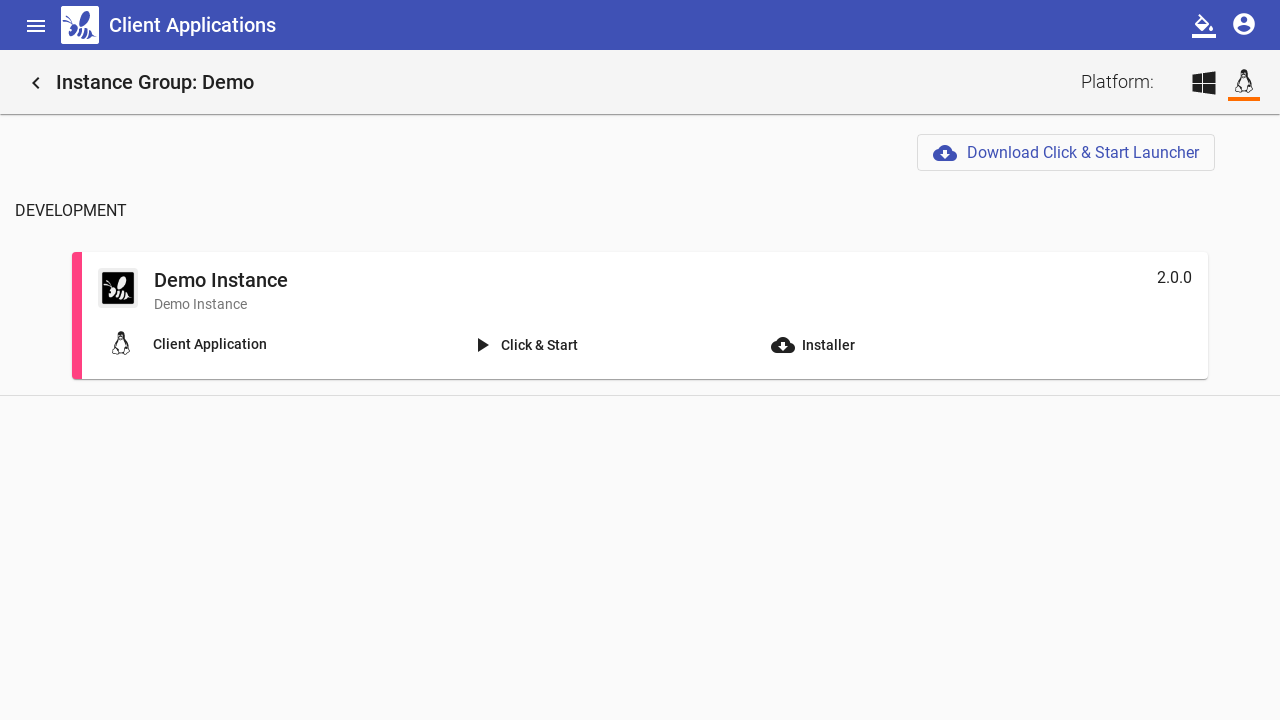 Client Applications
Instance Group: Demo
Platform:
Download Click & Start Launcher
DEVELOPMENT
Demo Instance
2.0.0
Demo Instance
Client Application
Click & Start
Installer